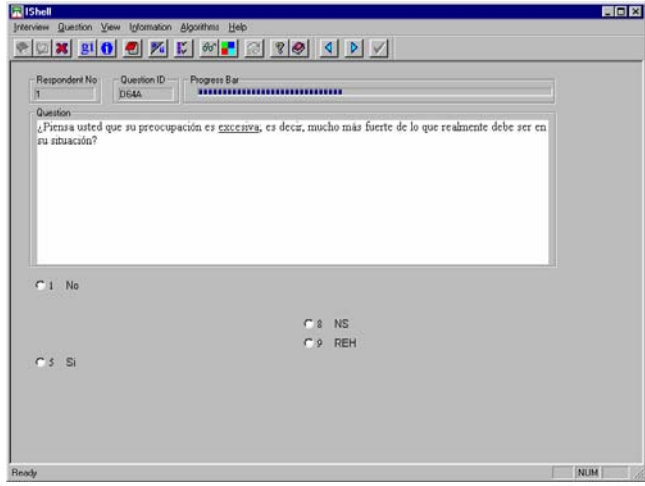 IShell
Interview Question View Information Algorithms Help
g1
Respondent No
Question ID
Progress Bar
1
D64A
Question
¿Piensa usted que su preocupación es excesiva, es decir, mucho más fuerte de lo que realmente debe ser en
su situación?
1 No
8 NS
9 REH
5 Si
Ready
NUM